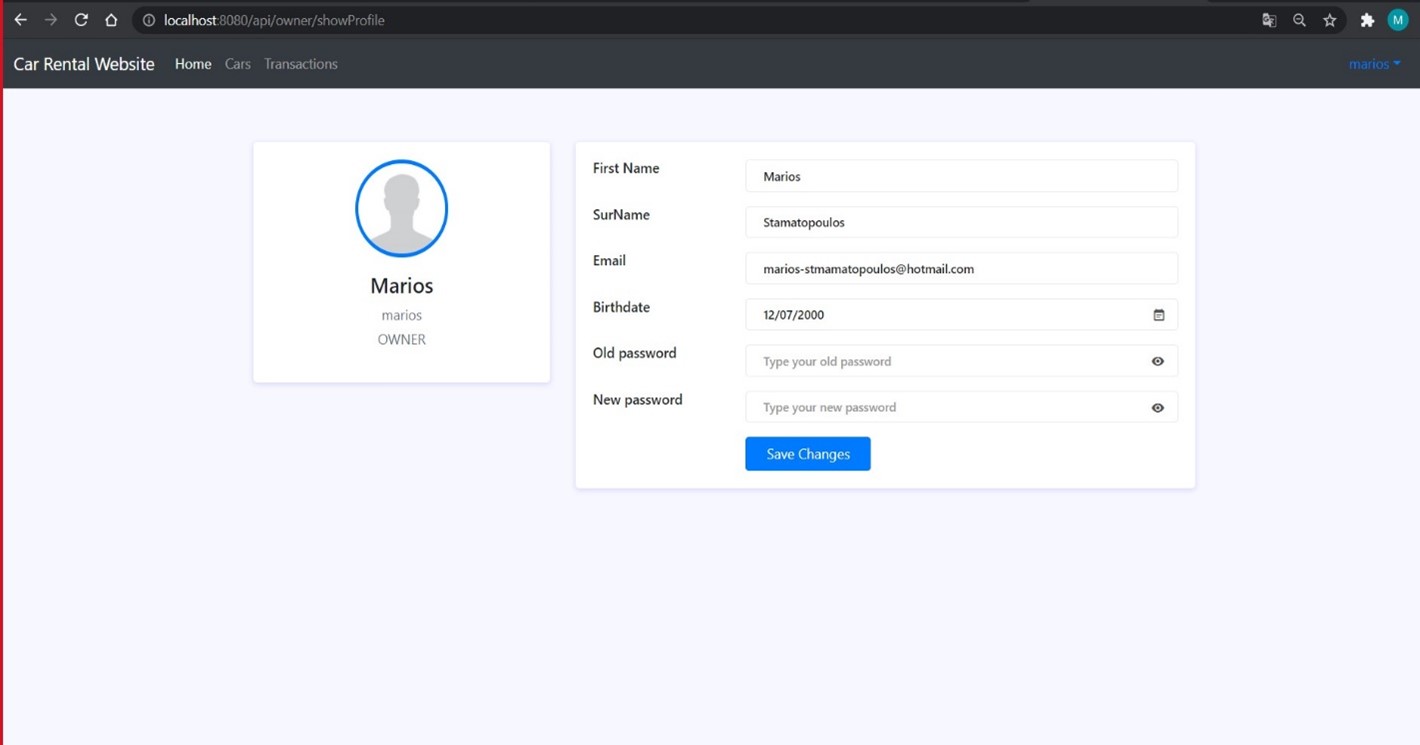 localhost:8080/api/owner/showProfile
M
Car Rental Website Home Cars Transactions marios
Marios
marios
OWNER
First Name Marios
SurName Stamatopoulos
Email marios-stmamatopoulos@hotmail.com
Birthdate 12/07/2000
Old password Type your old password
New password Type your new password
Save Changes